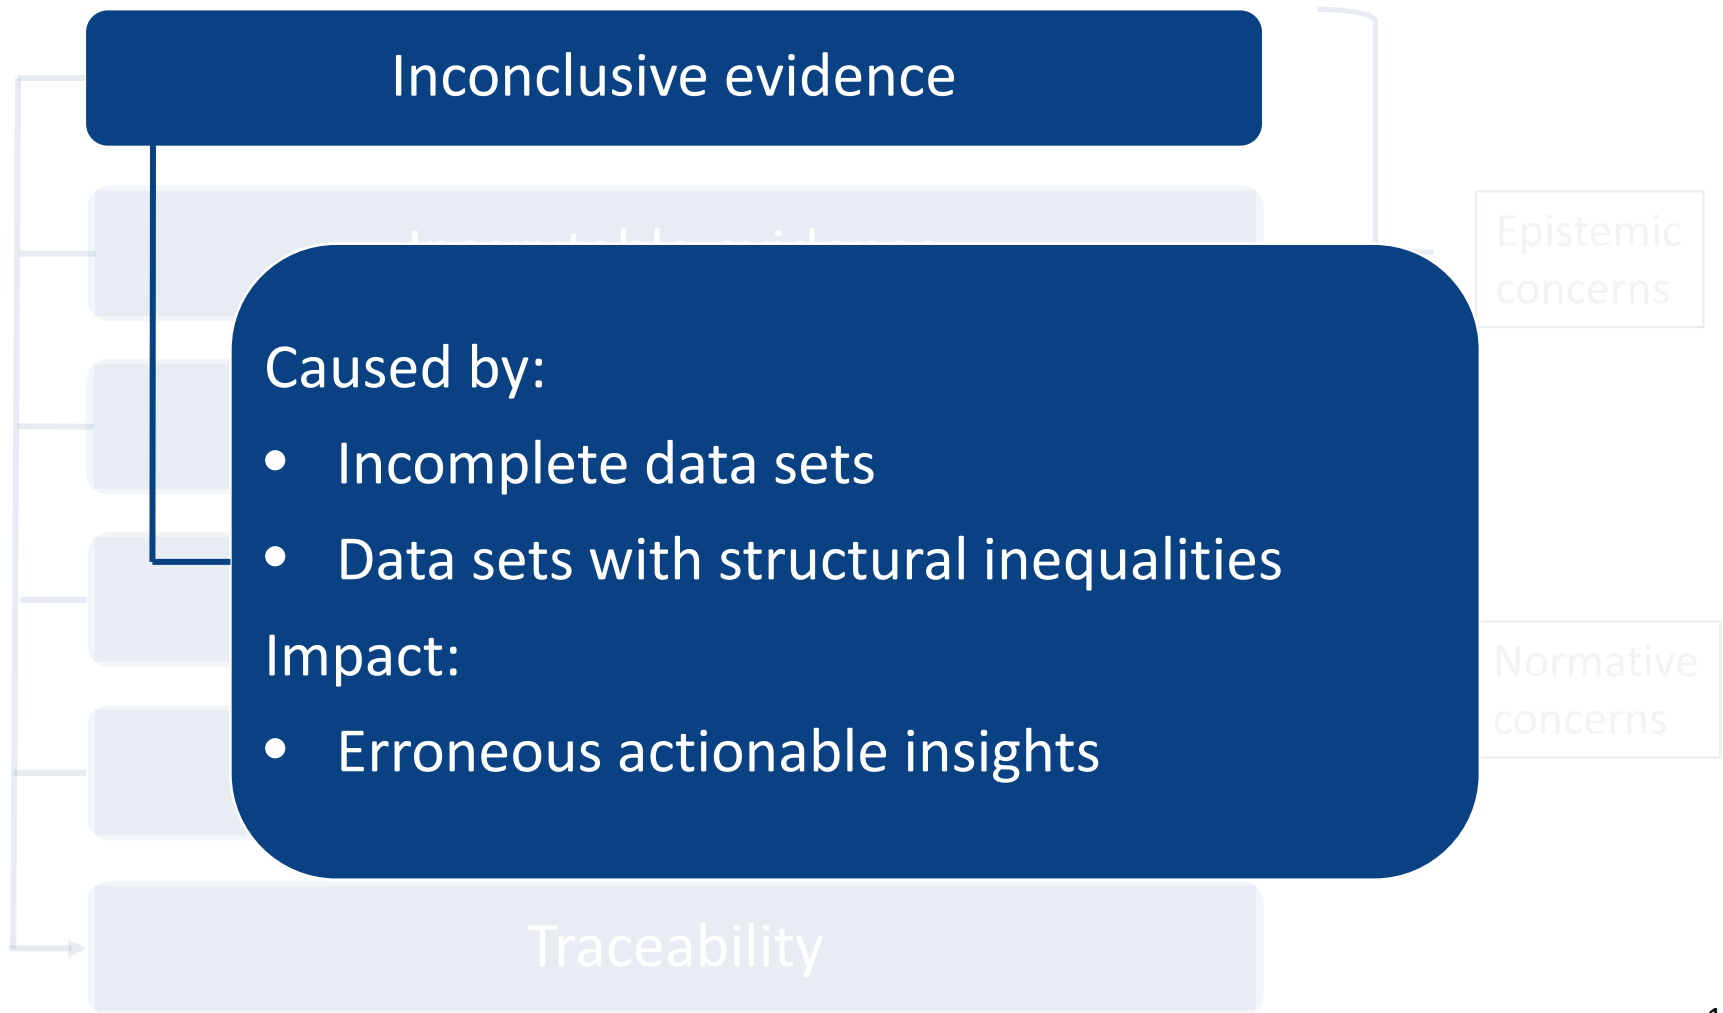 Inconclusive evidence
Epistemic
concerns
Caused by:
• Incomplete data sets
• Data sets with structural inequalities
Impact:
• Erroneous actionable insights
Normative
concerns
Traceability